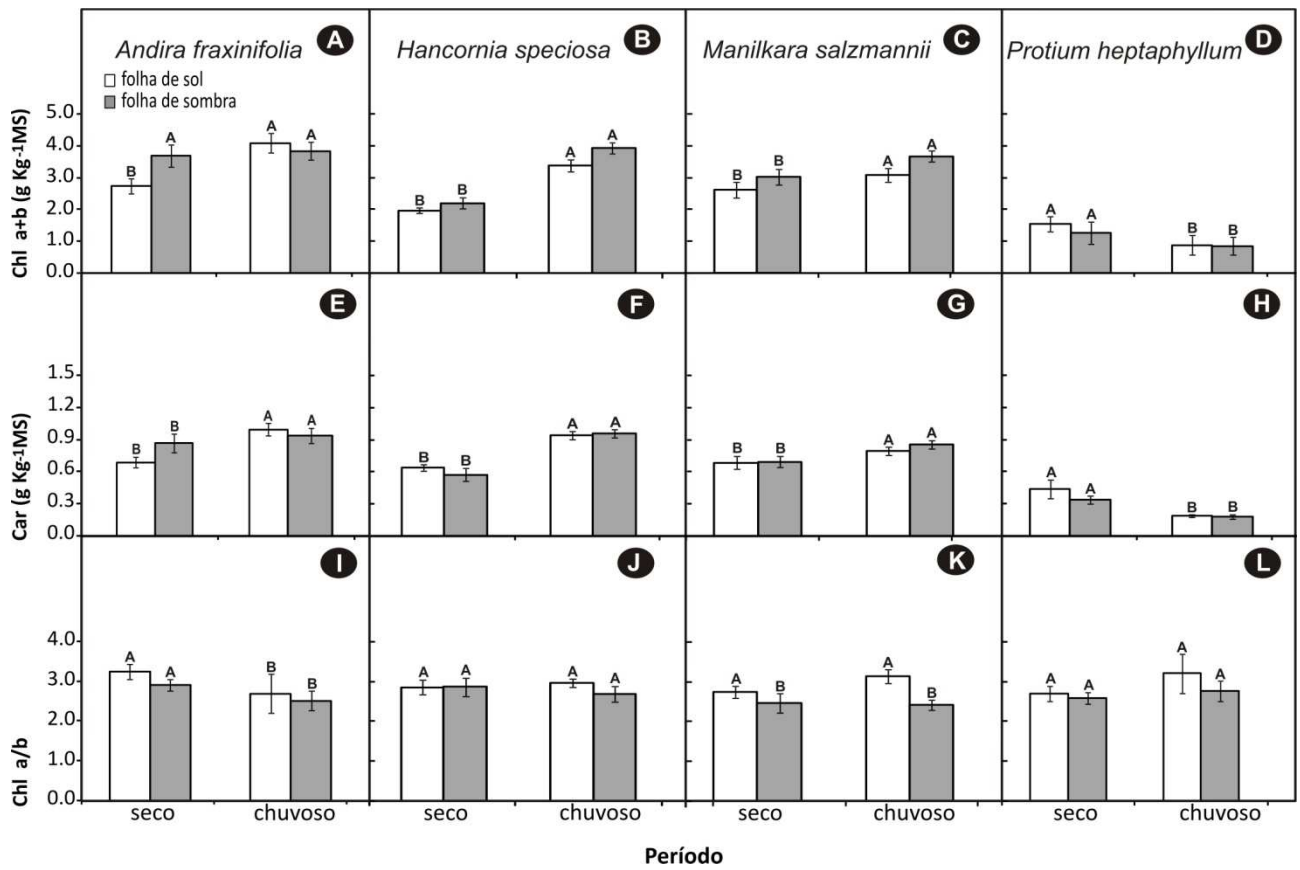 Andira fraxinifolia A
folha de sol
folha de sombra
Hancornia speciosa B
Manilkara salzmannii C
Protium heptaphyllum D
Chl a+b (g Kg-1MS)
5.0
4.0
3.0
2.0
1.0
0.0
B A A A
B B A A
B B A A
A A B B
E
F
G
H
Car (g Kg-1MS)
1.5
1.2
0.9
0.6
0.3
0.0
B B A A
B B A A
B B A A
A A B B
I
J
K
L
Chl a/b
4.0
3.0
2.0
1.0
0.0
A A B B
A A A A
A B A B
A A A A
seco chuvoso
seco chuvoso
seco chuvoso
seco chuvoso
Período